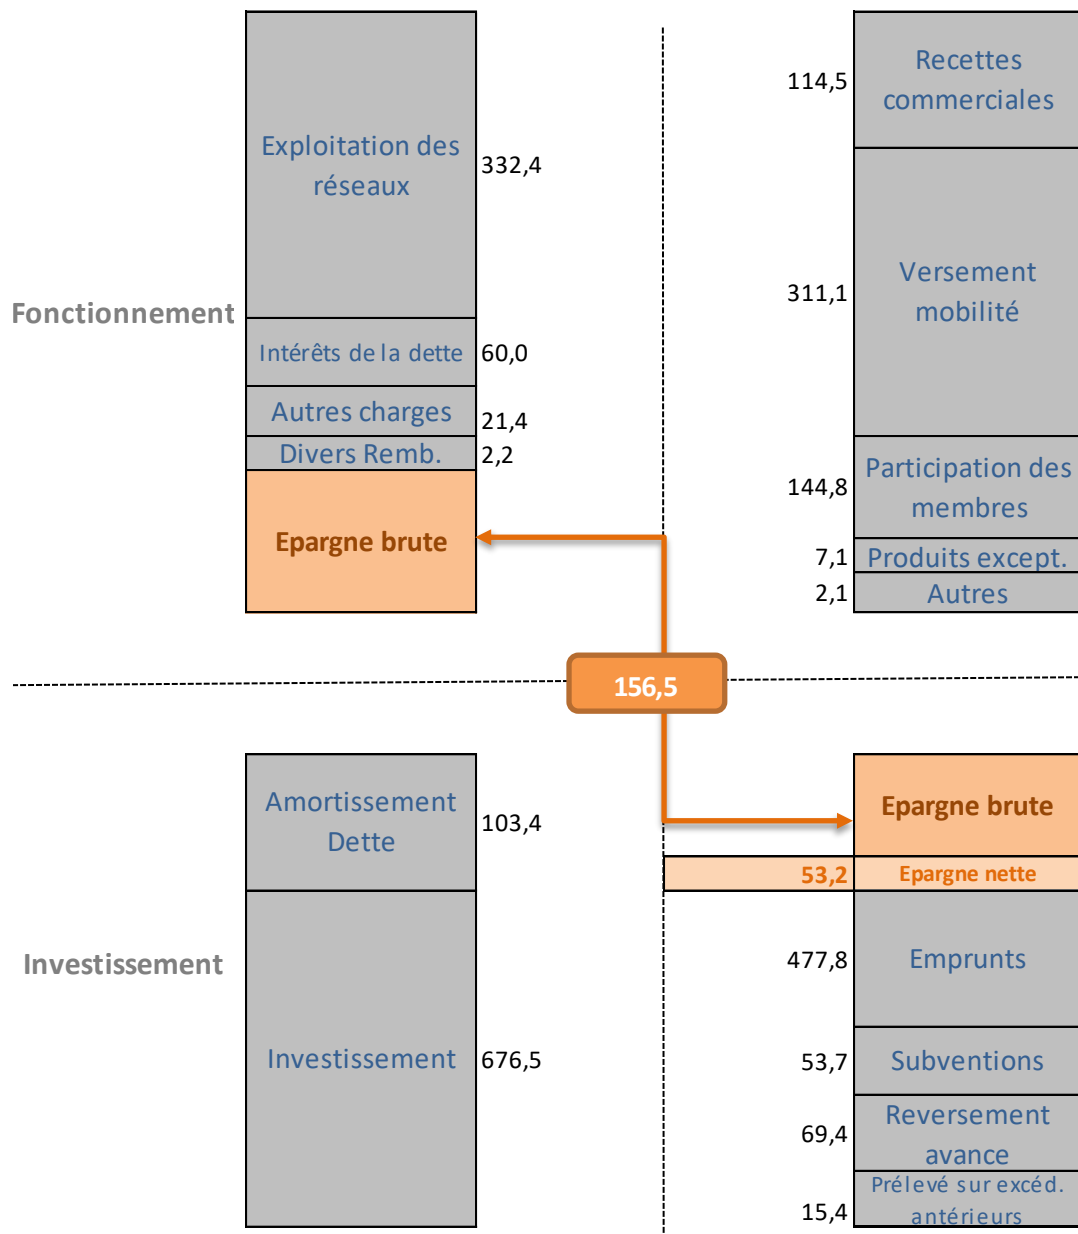 Fonctionnement
Exploitation des
réseaux
332,4
Intérêts de la dette
60,0
Autres charges
21,4
Divers Remb.
2,2
Epargne brute
114,5
Recettes
commerciales
311,1
Versement
mobilité
144,8
Participation des
membres
7,1
Produits except.
2,1
Autres
156,5
Investissement
Amortissement
Dette
103,4
Investissement
676,5
Epargne brute
53,2
Epargne nette
477,8
Emprunts
53,7
Subventions
69,4
Reversement
avance
15,4
Prélevé sur excéd.
antérieurs